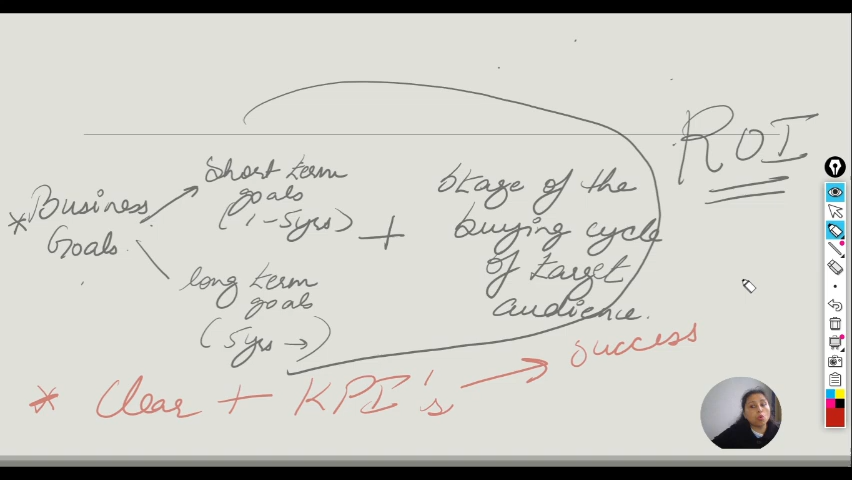 ROI
* Business
Goals
Short term
goals
(1-5yrs)
long term
goals
(5yrs →)
+
Stage of the
buying cycle
of target
audience.
* Clear + KPI's → success